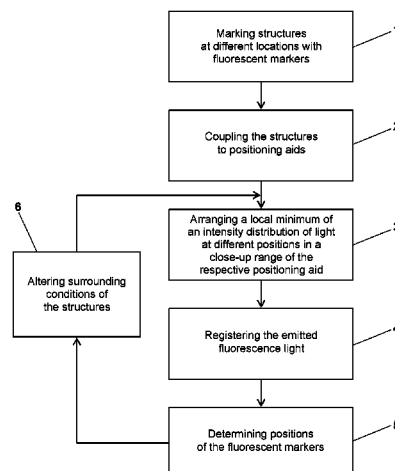 Marking structures
at different locations with
fluorescent markers
Coupling the structures
to positioning aids
6
Arranging a local minimum of
an intensity distribution of light
at different positions in a
close-up range of the
respective positioning aid
Altering surrounding
conditions of
the structures
Registering the emitted
fluorescence light
Determining positions
of the fluorescent markers